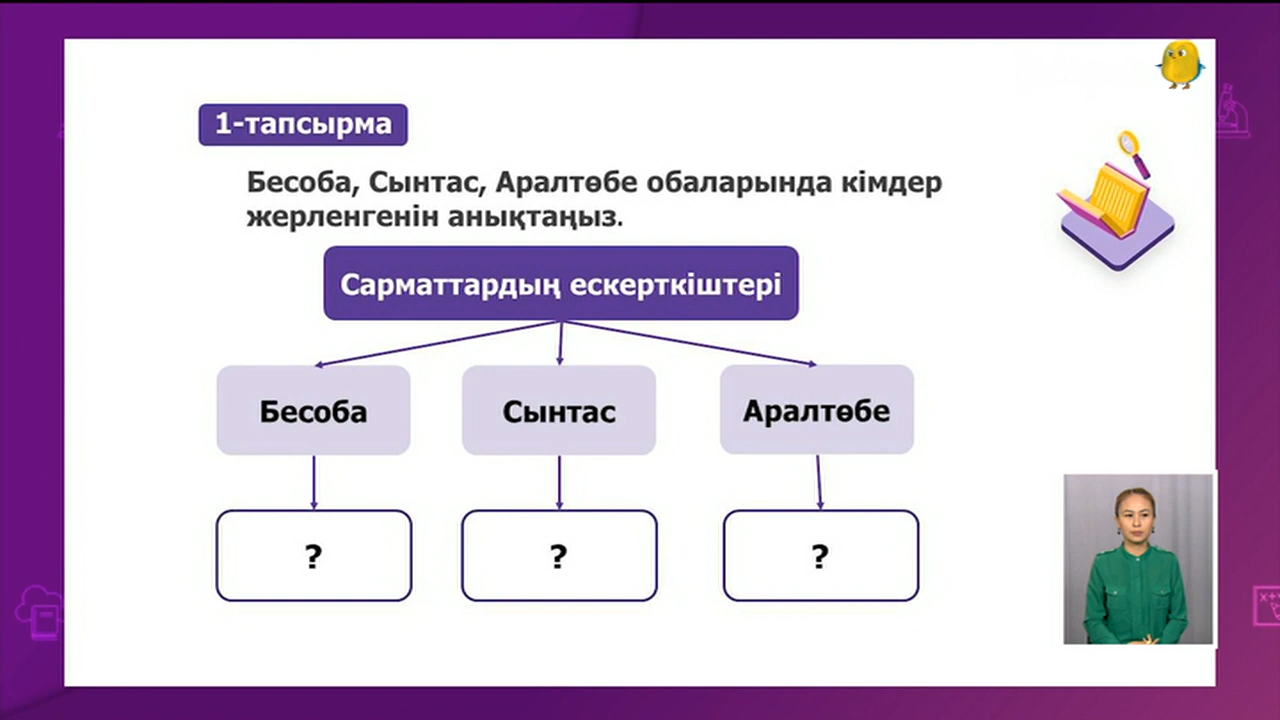 1-тапсырма
Бесоба, Сынтас, Аралтөбе обаларында кімдер
жерленгенін анықтаңыз.
Сарматтардың ескерткіштері
Бесоба
Сынтас
Аралтөбе
?
?
?